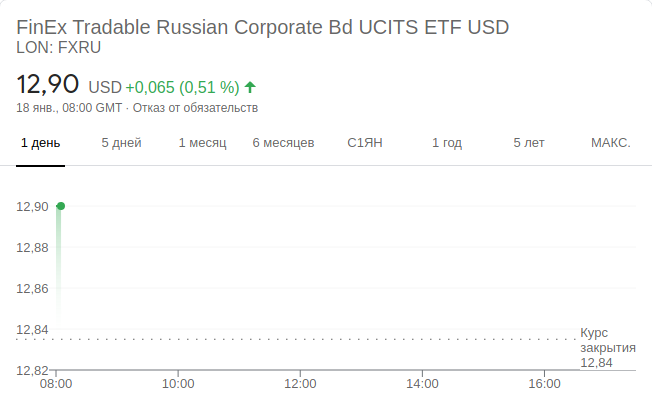 FinEx Tradable Russian Corporate Bd UCITS ETF USD
LON: FXRU
12,90 USD +0,065 (0,51 %)
18 янв., 08:00 GMT · Отказ от обязательств
1 день 5 дней 1 месяц 6 месяцев С1ЯН 1 год 5 лет МАКС.
12,90
12,88
12,86
12,84
Курс
закрытия
12,84
12,82
08:00 10:00 12:00 14:00 16:00